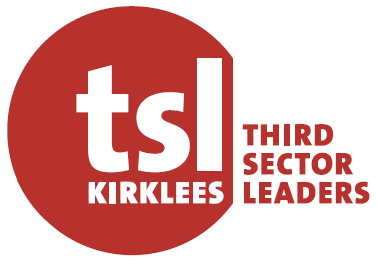 tsl
KIRKLEES
THIRD
SECTOR
LEADERS